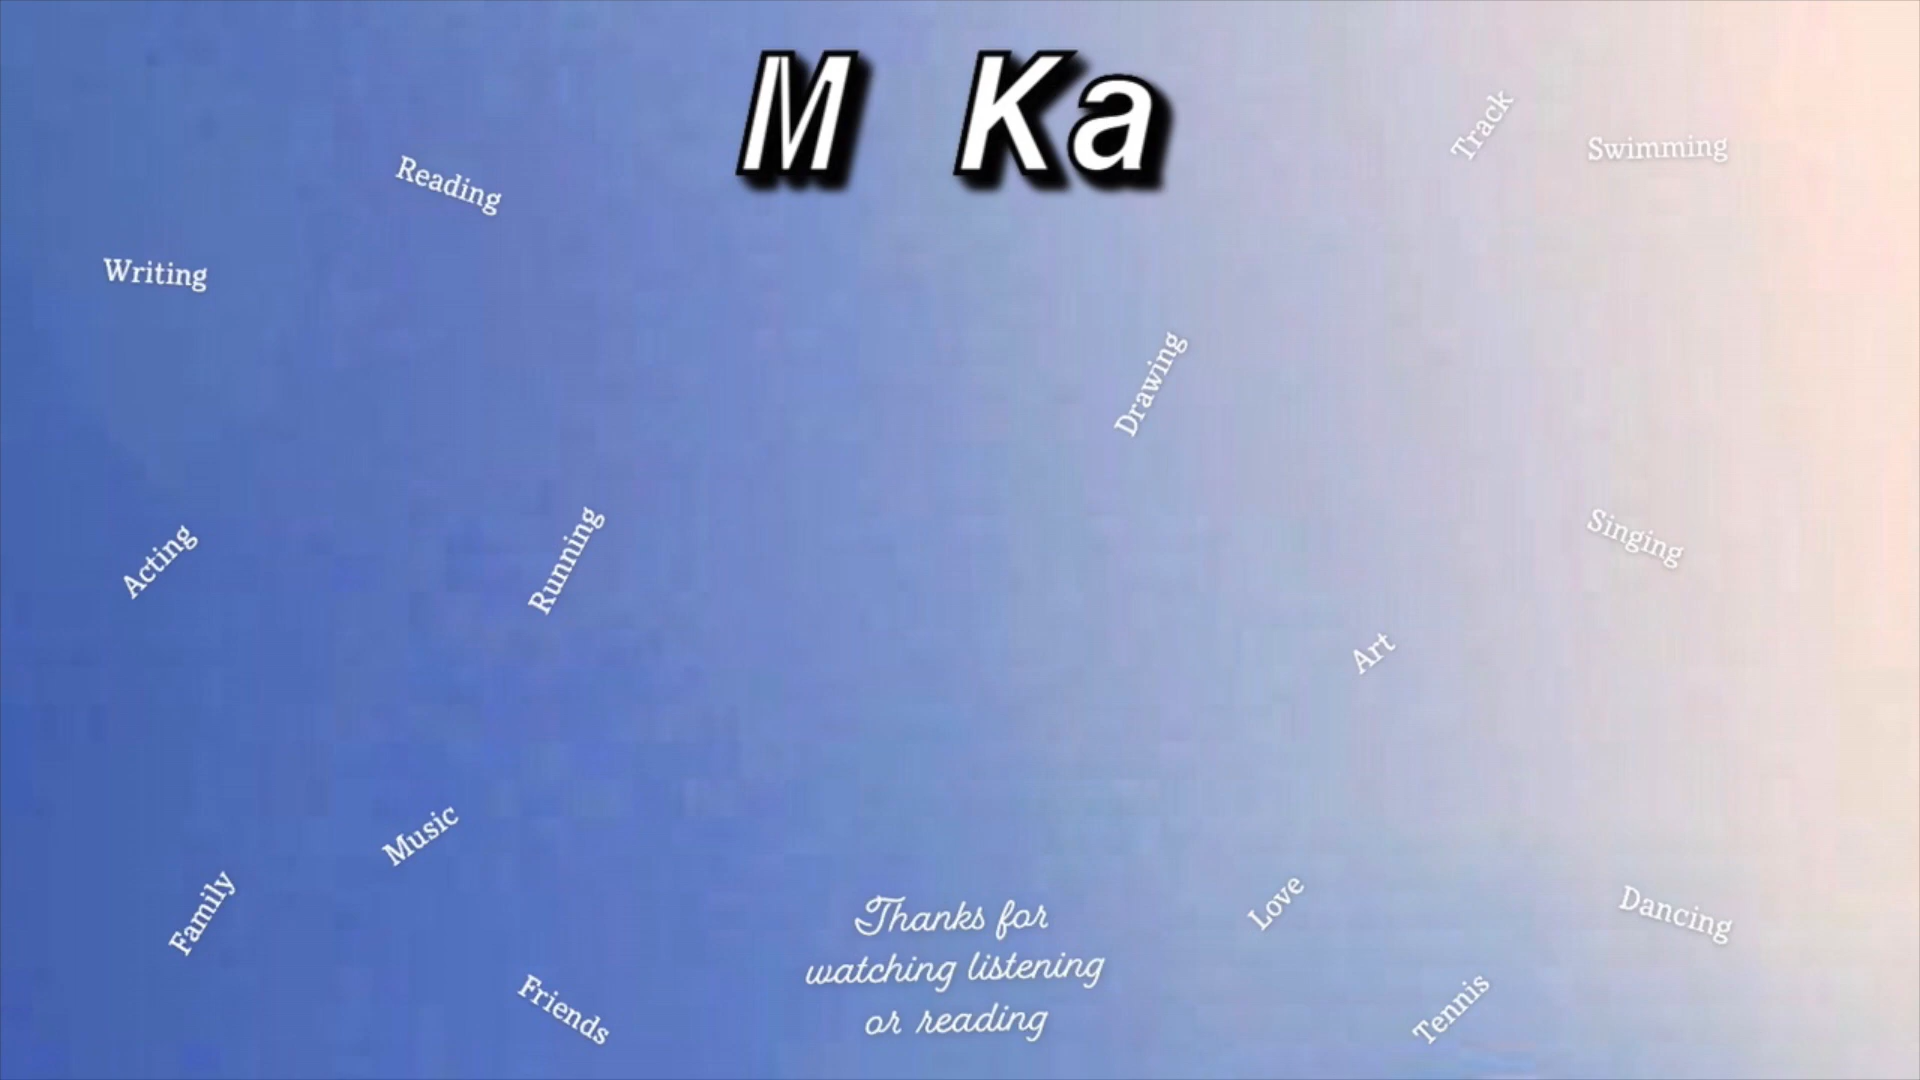 M Ka
Track
Swimming
Reading
Writing
Drawing
Acting
Running
Singing
Art
Music
Family
Love
Dancing
Friends
Tennis
Thanks for
watching listening
or reading